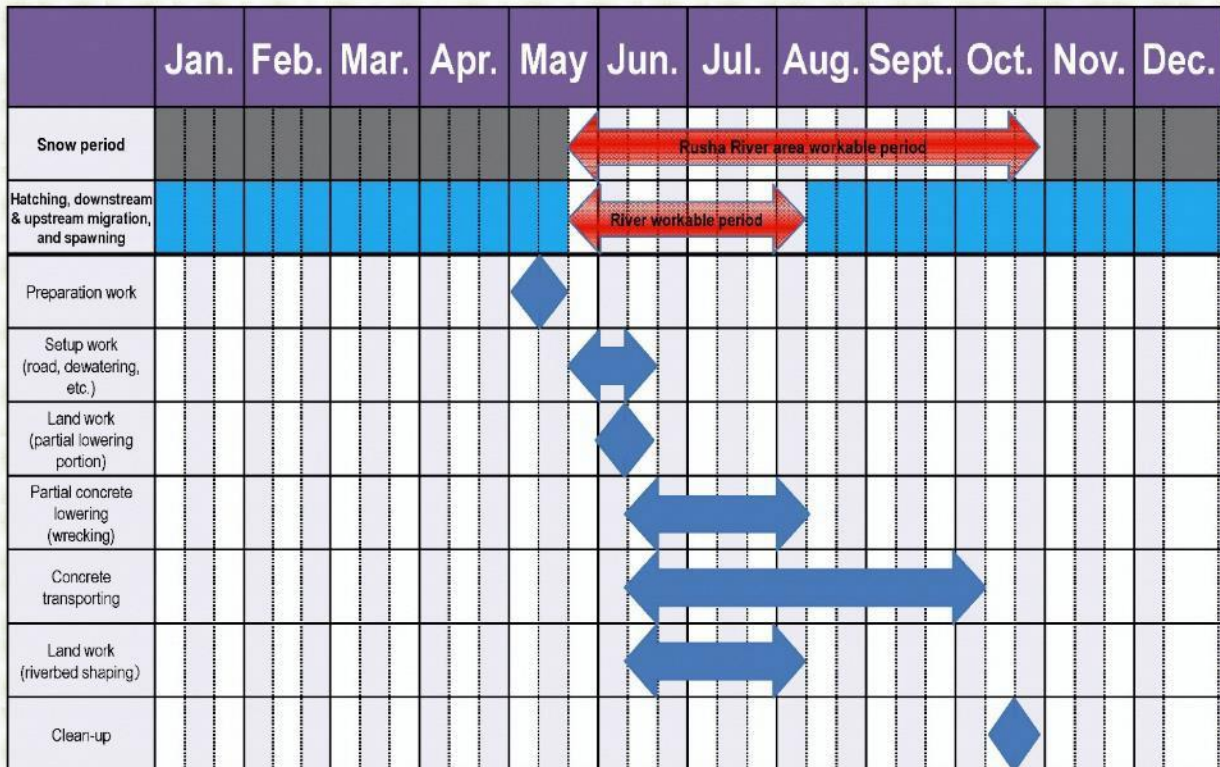 Jan. Feb. Mar. Apr. May Jun. Jul. Aug. Sept. Oct. Nov. Dec.
Snow period
Rusha River area workable period
Hatching, downstream
& upstream migration,
and spawning
River workable period
Preparation work
Setup work
(road, dewatering,
etc.)
Land work
(partial lowering
portion)
Partial concrete
lowering
(wrecking)
Concrete
transporting
Land work
(riverbed shaping)
Clean-up